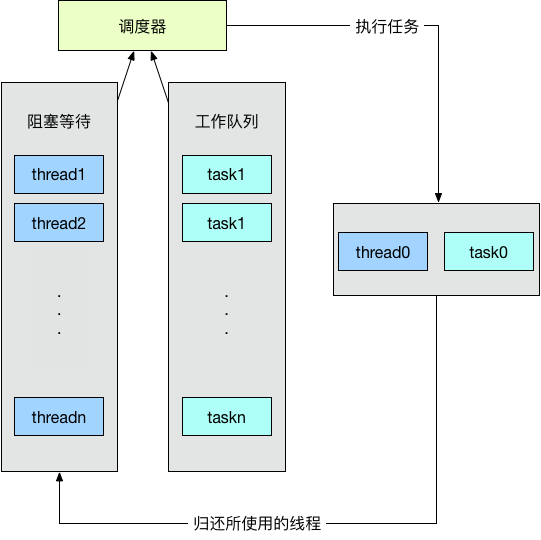 调度器
执行任务
阻塞等待
工作队列
thread1
task1
thread2
task1
thread0
task0
.
.
.
.
.
.
threadn
taskn
归还所使用的线程